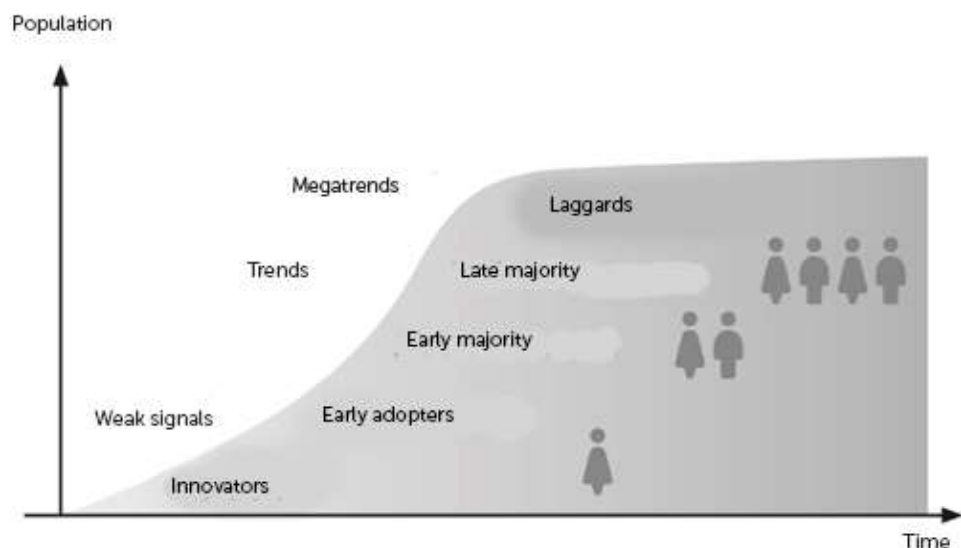 Population
Megatrends
Laggards
Trends
Late majority
Early majority
Weak signals
Early adopters
Innovators
Time